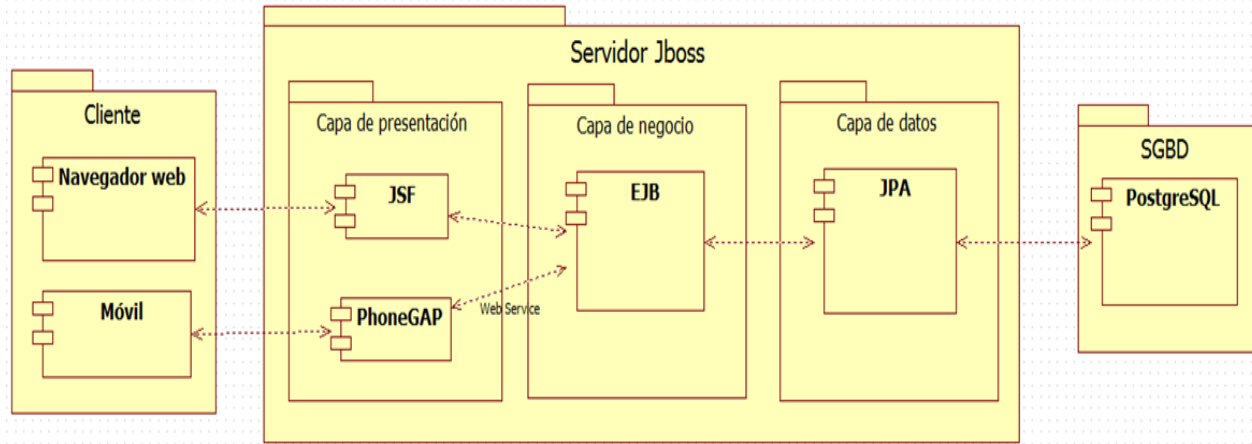 Servidor Jboss
Cliente
Navegador web
Móvil
Capa de presentación
JSF
PhoneGAP
Web Service
Capa de negocio
EJB
Capa de datos
JPA
SGBD
PostgreSQL